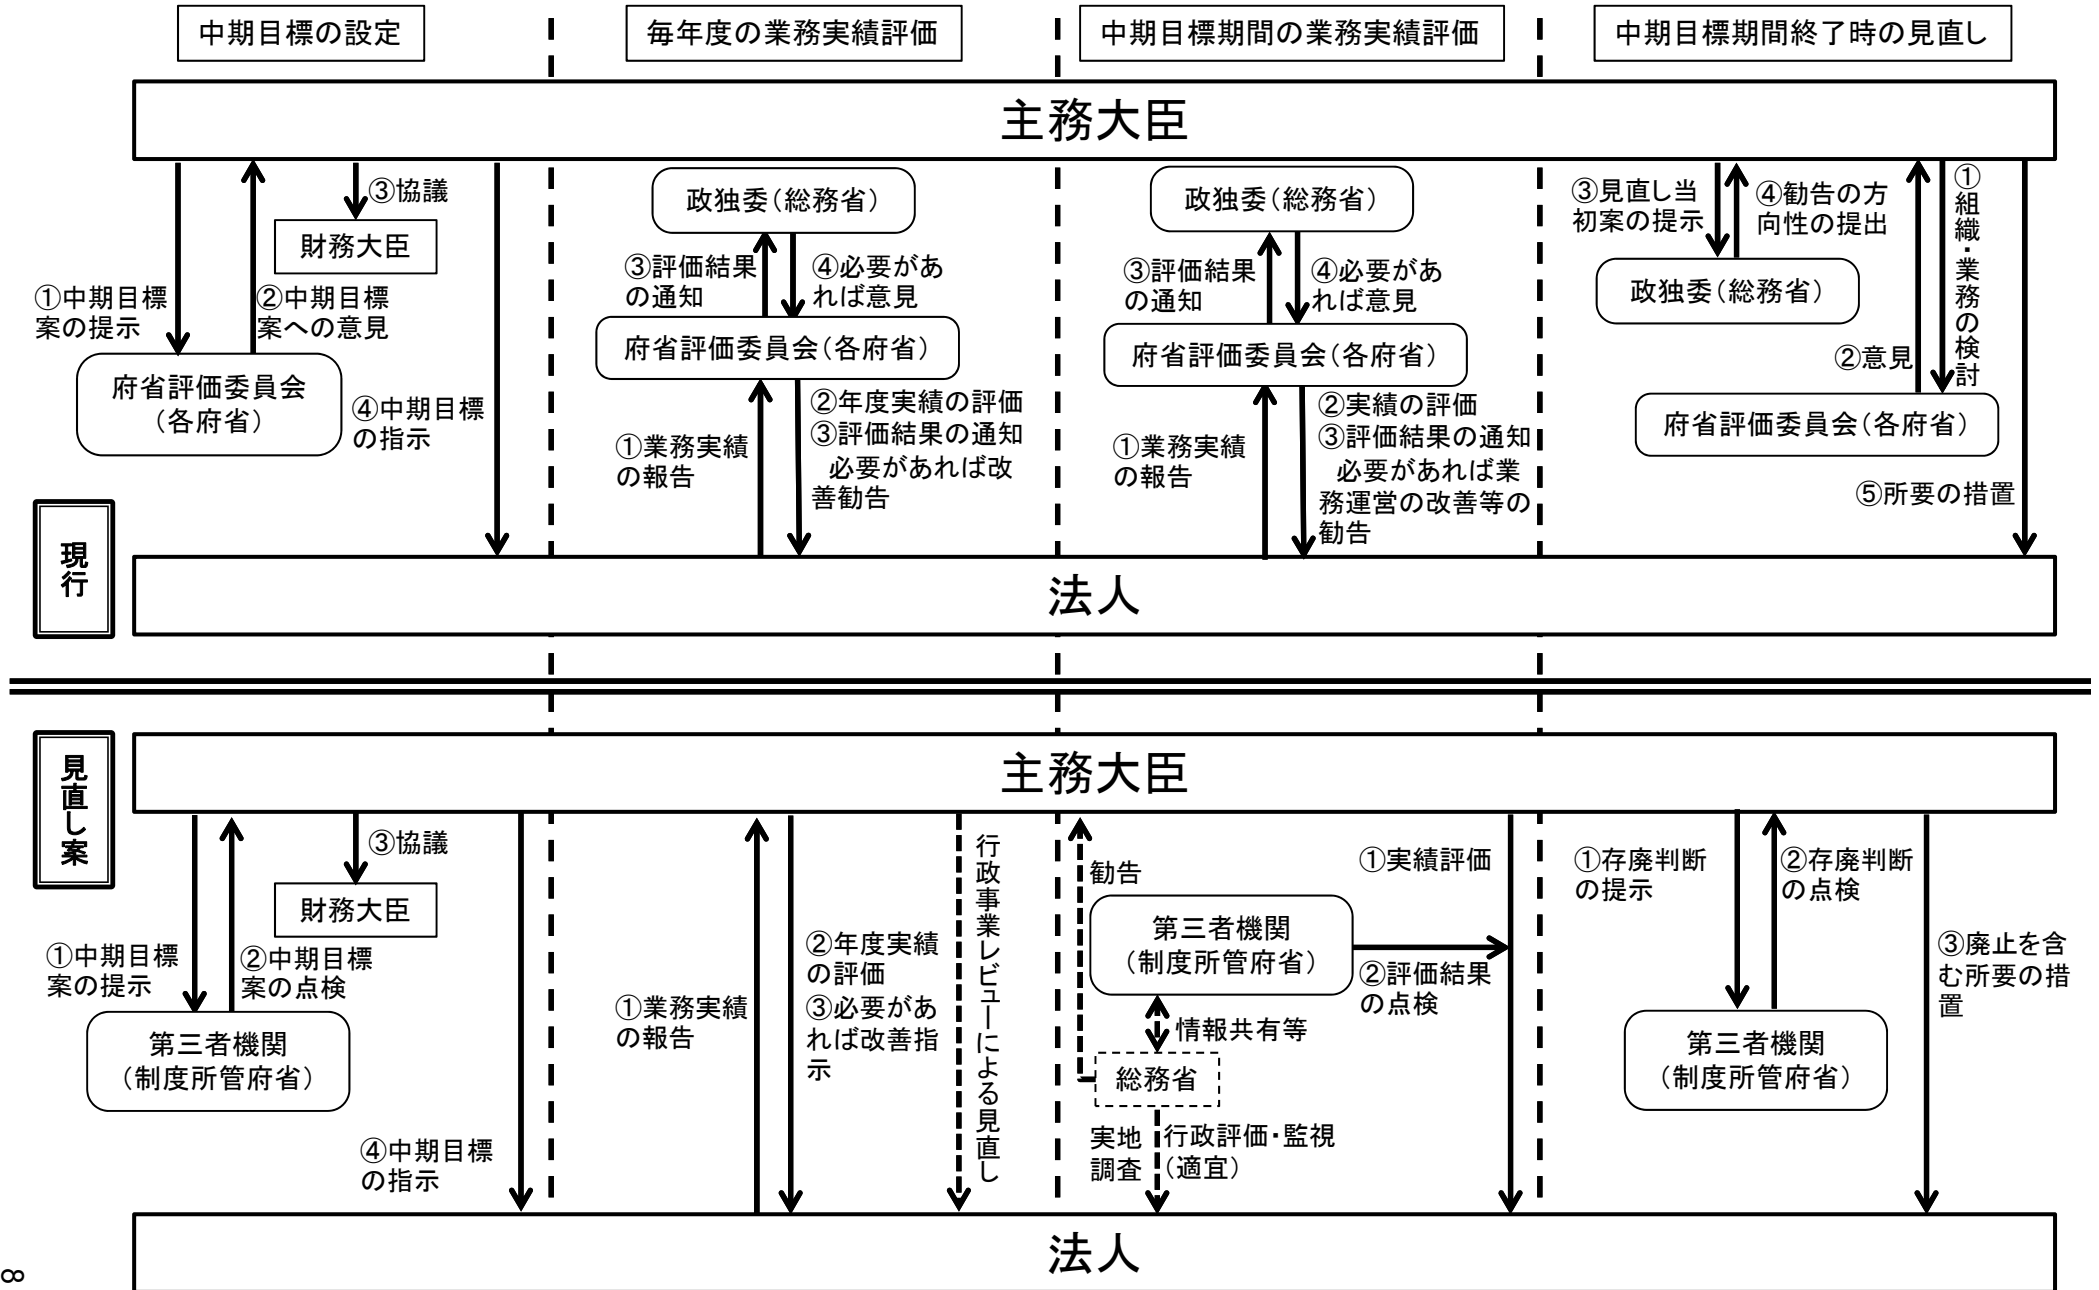 中期目標の設定
毎年度の業務実績評価
中期目標期間の業務実績評価
中期目標期間終了時の見直し
現行
主務大臣
①中期目標
案の提示
②中期目標
案への意見
③協議
財務大臣
府省評価委員会
（各府省）
④中期目標
の指示
政独委（総務省）
③評価結果
の通知
④必要があ
れば意見
府省評価委員会（各府省）
①業務実績
の報告
②年度実績の評価
③評価結果の通知
必要があれば改
善勧告
政独委（総務省）
③評価結果
の通知
④必要があ
れば意見
府省評価委員会（各府省）
①業務実績
の報告
②実績の評価
③評価結果の通知
必要があれば業
務運営の改善等の
勧告
③見直し当
初案の提示
④勧告の方
向性の提出
政独委（総務省）
①組織・業務の検討
②意見
府省評価委員会（各府省）
⑤所要の措置
法人
見直し案
主務大臣
①中期目標
案の提示
②中期目標
案の点検
③協議
財務大臣
第三者機関
（制度所管府省）
④中期目標
の指示
①業務実績
の報告
②年度実績
の評価
③必要があ
れば改善指
示
行政事業レビューによる見直し
勧告
第三者機関
（制度所管府省）
①実績評価
②評価結果
の点検
情報共有等
総務省
実地
調査
行政評価・監視
（適宜）
①存廃判断
の提示
②存廃判断
の点検
第三者機関
（制度所管府省）
③廃止を含
む所要の措
置
法人
8